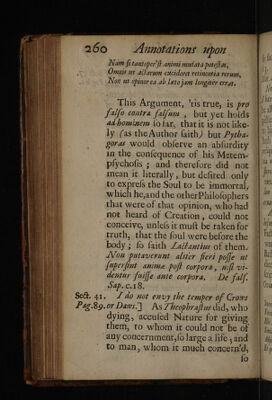 260 Annotations upon
Nam si tantoper'st animi mutata potestas,
Omnis ut actarum exciderit retinentia rerum,
Non ut opinor ea ab læto jam longiter errat.
This Argument, 'tis true, is pro
falso contra falsum, but yet holds
ad hominem so far, that it is not like-
ly (as the Author saith) but Pytha-
goras would observe an absurdity
in the consequence of his Metem-
psychosis; and therefore did not
mean it literally, but desired only
to express the Soul to be immortal,
which he, and the other Philosophers
that were of that opinion, who had
not heard of Creation, could not
conceive, unless it must be taken for
truth, that the soul were before the
body; so saith Lactantius of them.
Non putaverunt aliter fieri posse ut
supersint animæ post corpora, nisi vi-
dentur fuisse ante corpora. De fals.
Sap. c. 18.
Sect. 41. I do not envy the temper of Crows
Pag. 89. or Daws.] As Theophrastus did, who
dying, accused Nature for giving
them, to whom it could not be of
any concernment, so large a life; and
to man, whom it much concern'd,
so